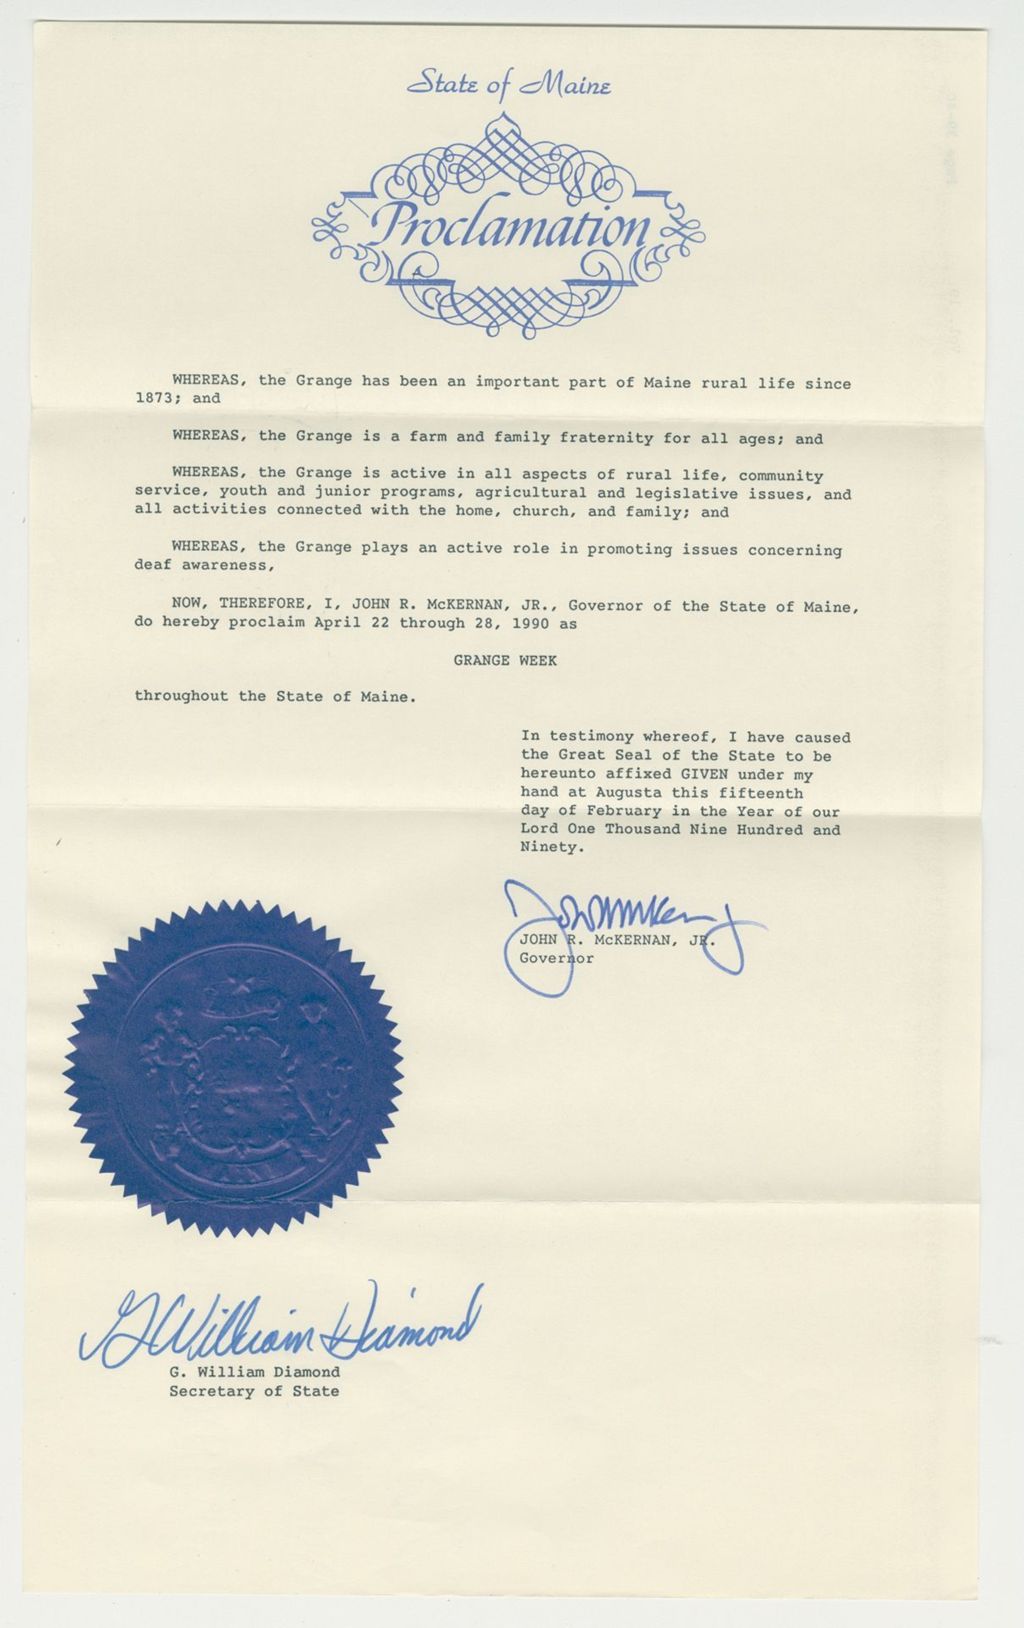 State of Maine
Proclamation
WHEREAS, the Grange has been an important part of Maine rural life since
1873; and
WHEREAS, the Grange is a farm and family fraternity for all ages; and
WHEREAS, the Grange is active in all aspects of rural life, community
service, youth and junior programs, agricultural and legislative issues, and
all activities connected with the home, church, and family; and
WHEREAS, the Grange plays an active role in promoting issues concerning
deaf awareness,
NOW, THEREFORE, I, JOHN R. McKERNAN, JR., Governor of the State of Maine,
do hereby proclaim April 22 through 28, 1990 as
GRANGE WEEK
throughout the State of Maine.
In testimony whereof, I have caused
the Great Seal of the State to be
hereunto affixed GIVEN under my
hand at Augusta this fifteenth
day of February in the Year of our
Lord One Thousand Nine Hundred and
Ninety.
JOHN R. McKERNAN, JR.
Governor
G William Diamond
G. William Diamond
Secretary of State